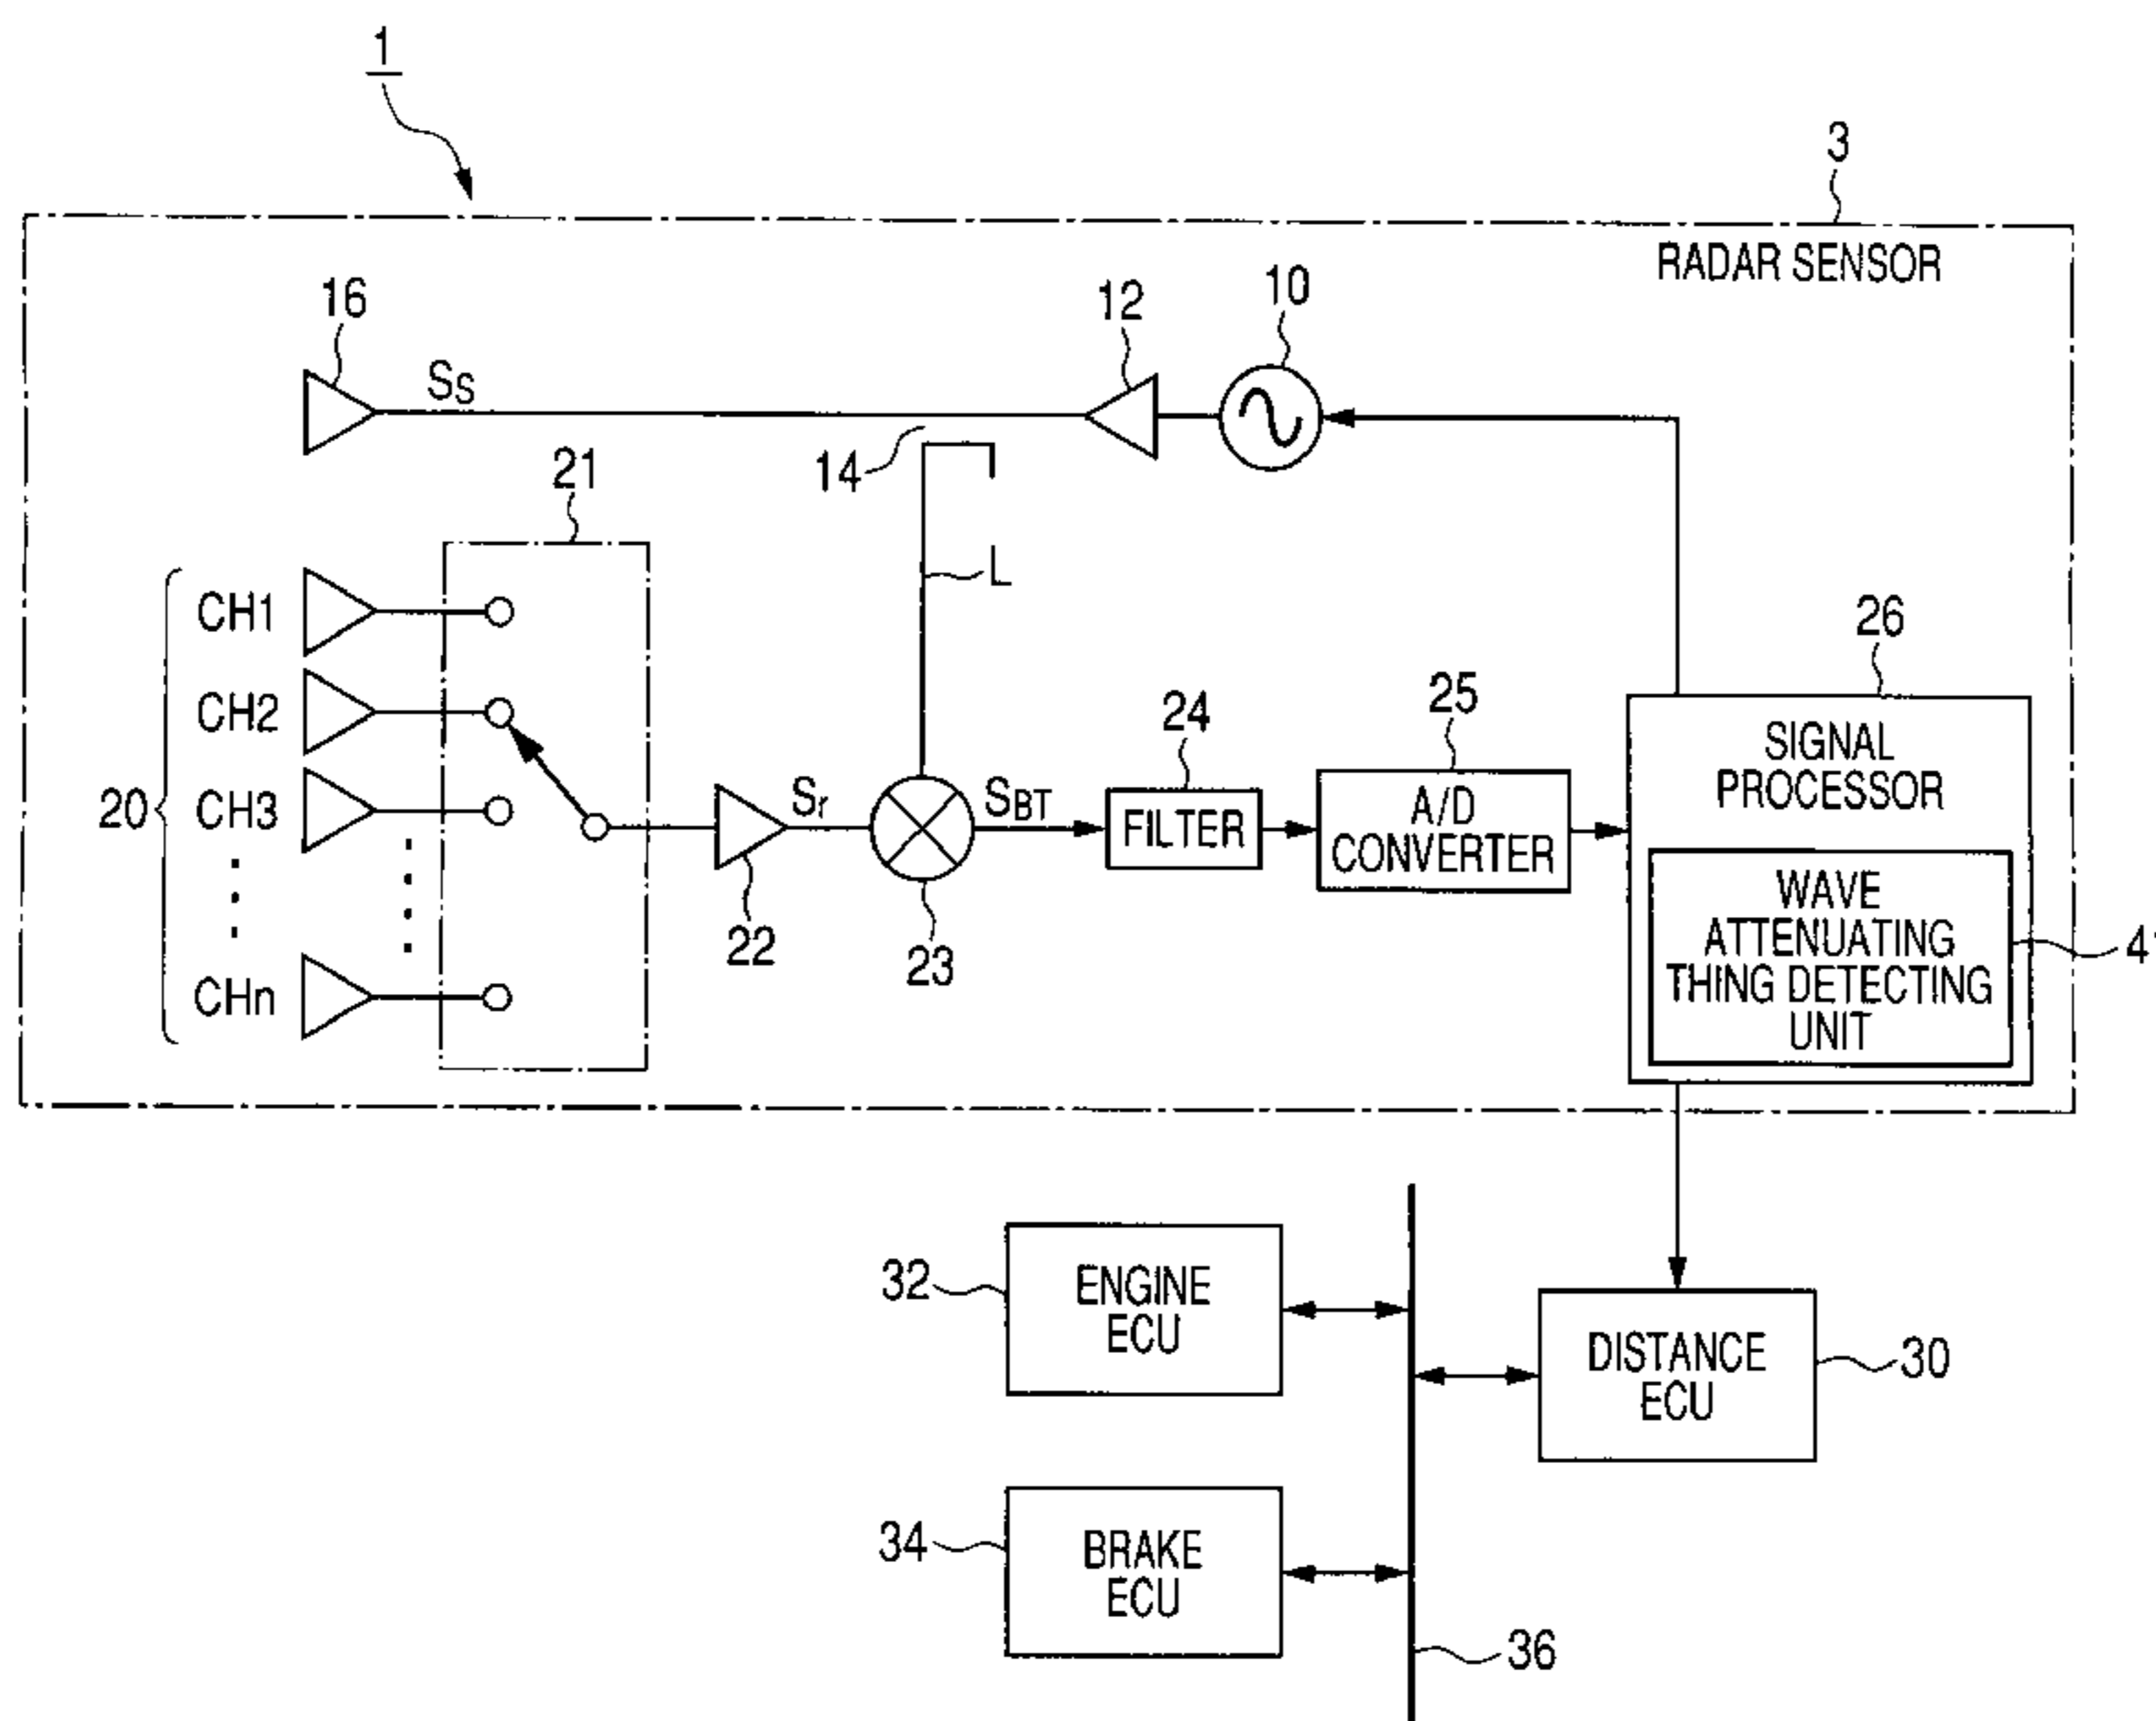 1
3
RADAR SENSOR
16
12
10
SS
14
21
L
CH1
CH2
CH3
CHn
20
22
Sr
23
SBT
24
FILTER
25
A/D
CONVERTER
26
SIGNAL
PROCESSOR
WAVE
ATTENUATING
THING DETECTING
UNIT
32
ENGINE
ECU
DISTANCE
ECU
30
34
BRAKE
ECU
36